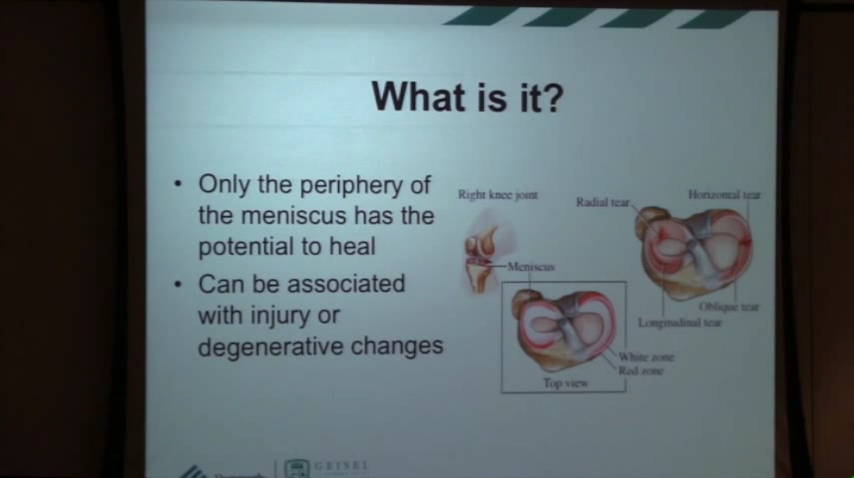 What is it?
• Only the periphery of
the meniscus has the
potential to heal
• Can be associated
with injury or
degenerative changes
Right knee joint
Meniscus
Top view
White zone
Red zone
Radial tear
Horizontal tear
Oblique tear
Longitudinal tear
GEISEL